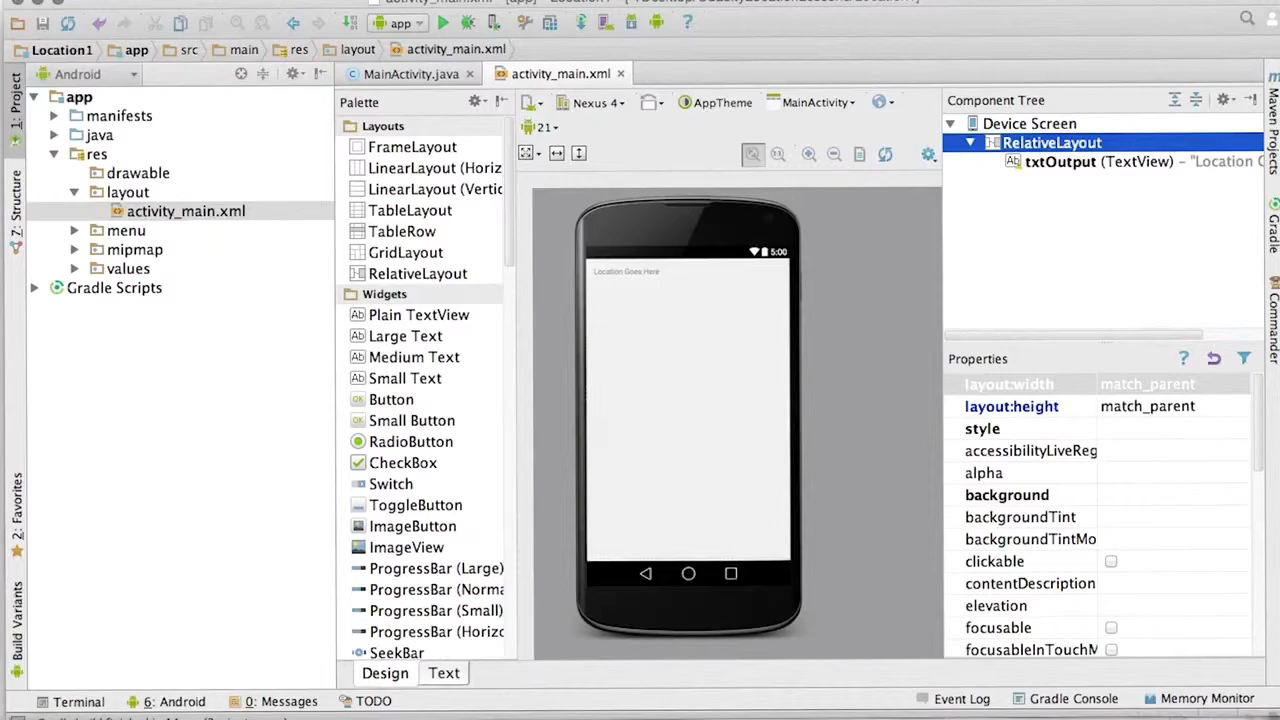 app
Location1
app
src
main
res
layout
activity_main.xml
1: Project
7: Structure
2: Favorites
Build Variants
Android
app
manifests
java
res
drawable
layout
activity_main.xml
menu
mipmap
values
Gradle Scripts
MainActivity.java
activity_main.xml
Palette
Layouts
FrameLayout
LinearLayout (Horiz
LinearLayout (Vertic
TableLayout
TableRow
GridLayout
RelativeLayout
Widgets
Plain TextView
Large Text
Medium Text
Small Text
Button
Small Button
RadioButton
CheckBox
Switch
ToggleButton
ImageButton
ImageView
ProgressBar (Large)
ProgressBar (Norma
ProgressBar (Small)
ProgressBar (Horizo
SeekBar
Design
Text
Nexus 4
AppTheme
MainActivity
21
5:00
Location Goes Here
Component Tree
Device Screen
RelativeLayout
txtOutput (TextView) – "Location G
Properties
layout:width match_parent
layout:height match_parent
style
accessibilityLiveReg
alpha
background
backgroundTint
backgroundTintMo
clickable
contentDescription
elevation
focusable
focusableInTouchM
Maven Projects
Gradle
Commander
Terminal
6: Android
0: Messages
TODO
Event Log
Gradle Console
Memory Monitor